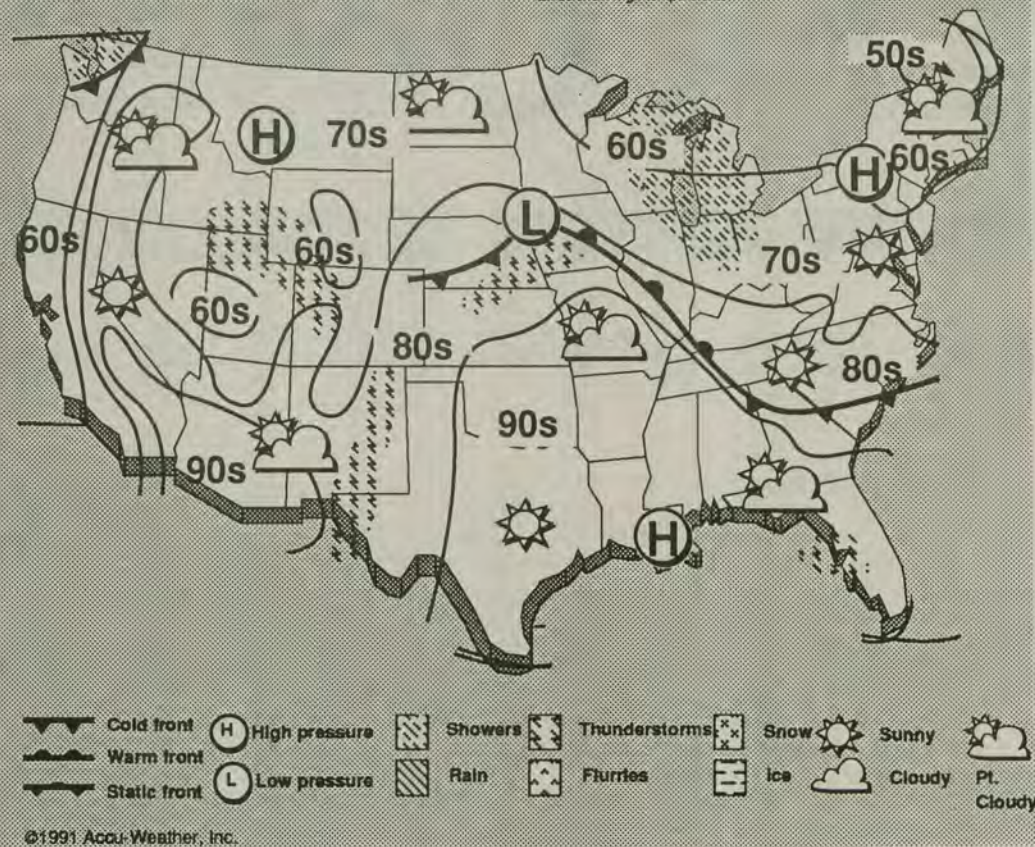 50s
70s
60s
H
H
60s
L
60s
60s
70s
60s
80s
80s
90s
90s
H
Cold front
H High pressure
Showers
Thunderstorms
Snow
Sunny
Warm front
Static front
L Low pressure
Rain
Flurries
Ice
Cloudy
Pt.
Cloudy
©1991 Accu-Weather, Inc.